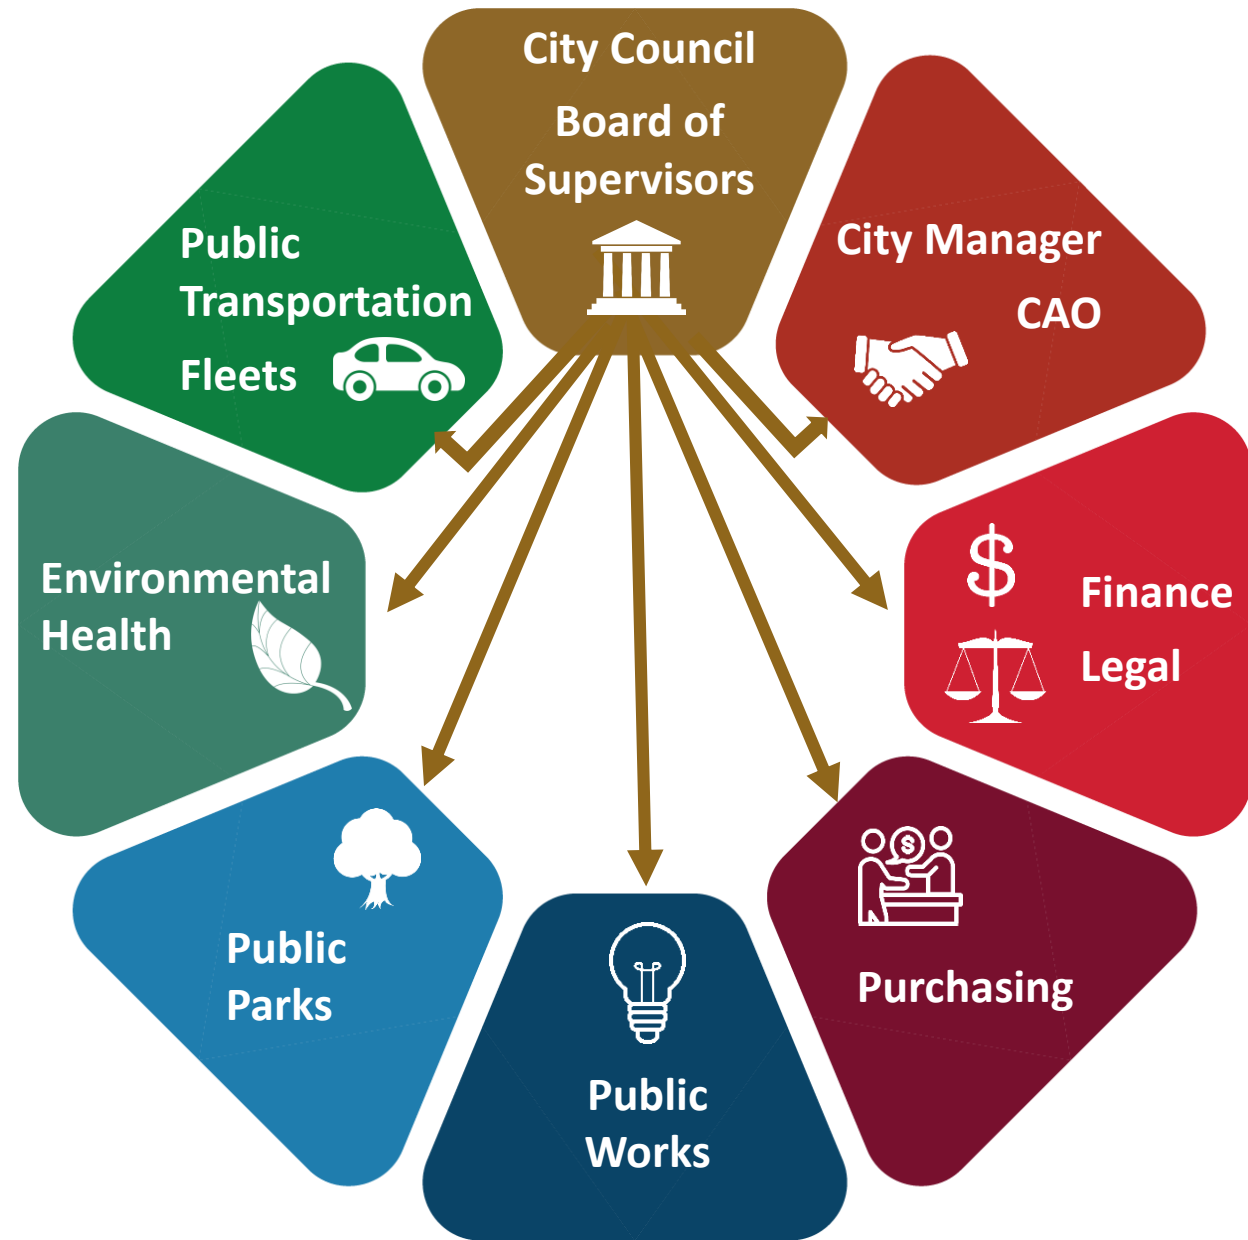 City Council
Board of
Supervisors
City Manager
CAO
$
Finance
Legal
$
Purchasing
Public
Works
Public
Parks
Environmental
Health
Public
Transportation
Fleets